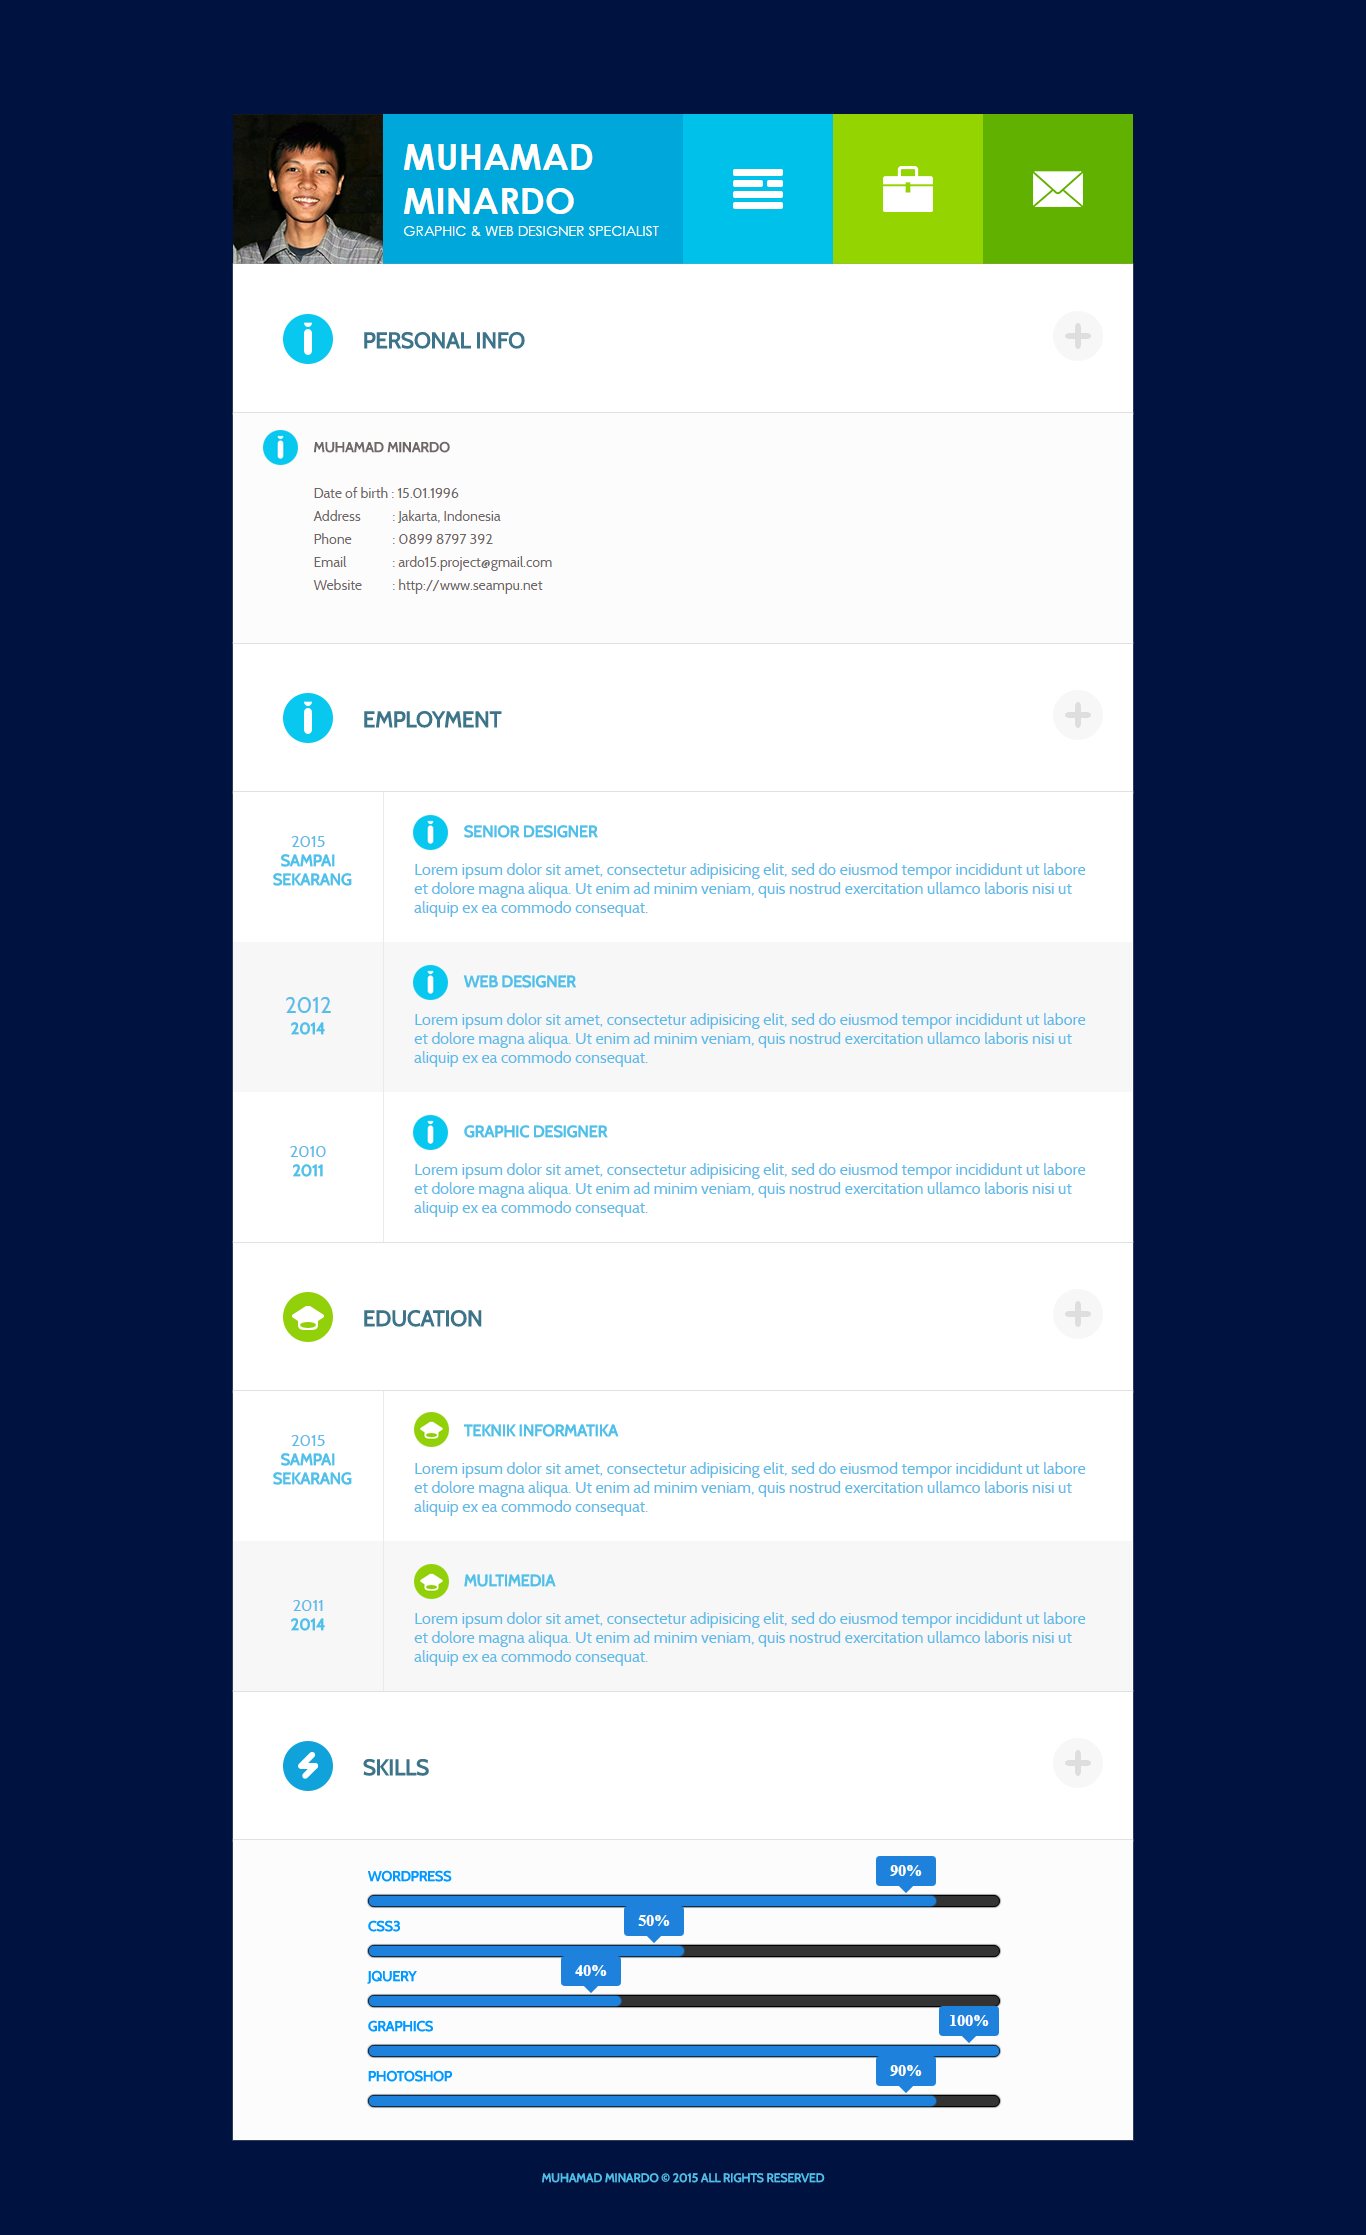 MUHAMAD
MINARDO
GRAPHIC & WEB DESIGNER SPECIALIST
PERSONAL INFO
MUHAMAD MINARDO
Date of birth : 15.01.1996
Address : Jakarta, Indonesia
Phone : 0899 8797 392
Email : ardo15.project@gmail.com
Website : http://www.seampu.net
EMPLOYMENT
2015
SAMPAI
SEKARANG
SENIOR DESIGNER
Lorem ipsum dolor sit amet, consectetur adipisicing elit, sed do eiusmod tempor incididunt ut labore
et dolore magna aliqua. Ut enim ad minim veniam, quis nostrud exercitation ullamco laboris nisi ut
aliquip ex ea commodo consequat.
2012
2014
WEB DESIGNER
Lorem ipsum dolor sit amet, consectetur adipisicing elit, sed do eiusmod tempor incididunt ut labore
et dolore magna aliqua. Ut enim ad minim veniam, quis nostrud exercitation ullamco laboris nisi ut
aliquip ex ea commodo consequat.
2010
2011
GRAPHIC DESIGNER
Lorem ipsum dolor sit amet, consectetur adipisicing elit, sed do eiusmod tempor incididunt ut labore
et dolore magna aliqua. Ut enim ad minim veniam, quis nostrud exercitation ullamco laboris nisi ut
aliquip ex ea commodo consequat.
EDUCATION
2015
SAMPAI
SEKARANG
TEKNIK INFORMATIKA
Lorem ipsum dolor sit amet, consectetur adipisicing elit, sed do eiusmod tempor incididunt ut labore
et dolore magna aliqua. Ut enim ad minim veniam, quis nostrud exercitation ullamco laboris nisi ut
aliquip ex ea commodo consequat.
2011
2014
MULTIMEDIA
Lorem ipsum dolor sit amet, consectetur adipisicing elit, sed do eiusmod tempor incididunt ut labore
et dolore magna aliqua. Ut enim ad minim veniam, quis nostrud exercitation ullamco laboris nisi ut
aliquip ex ea commodo consequat.
SKILLS
WORDPRESS 90%
CSS3 50%
JQUERY 40%
GRAPHICS 100%
PHOTOSHOP 90%
MUHAMAD MINARDO © 2015 ALL RIGHTS RESERVED